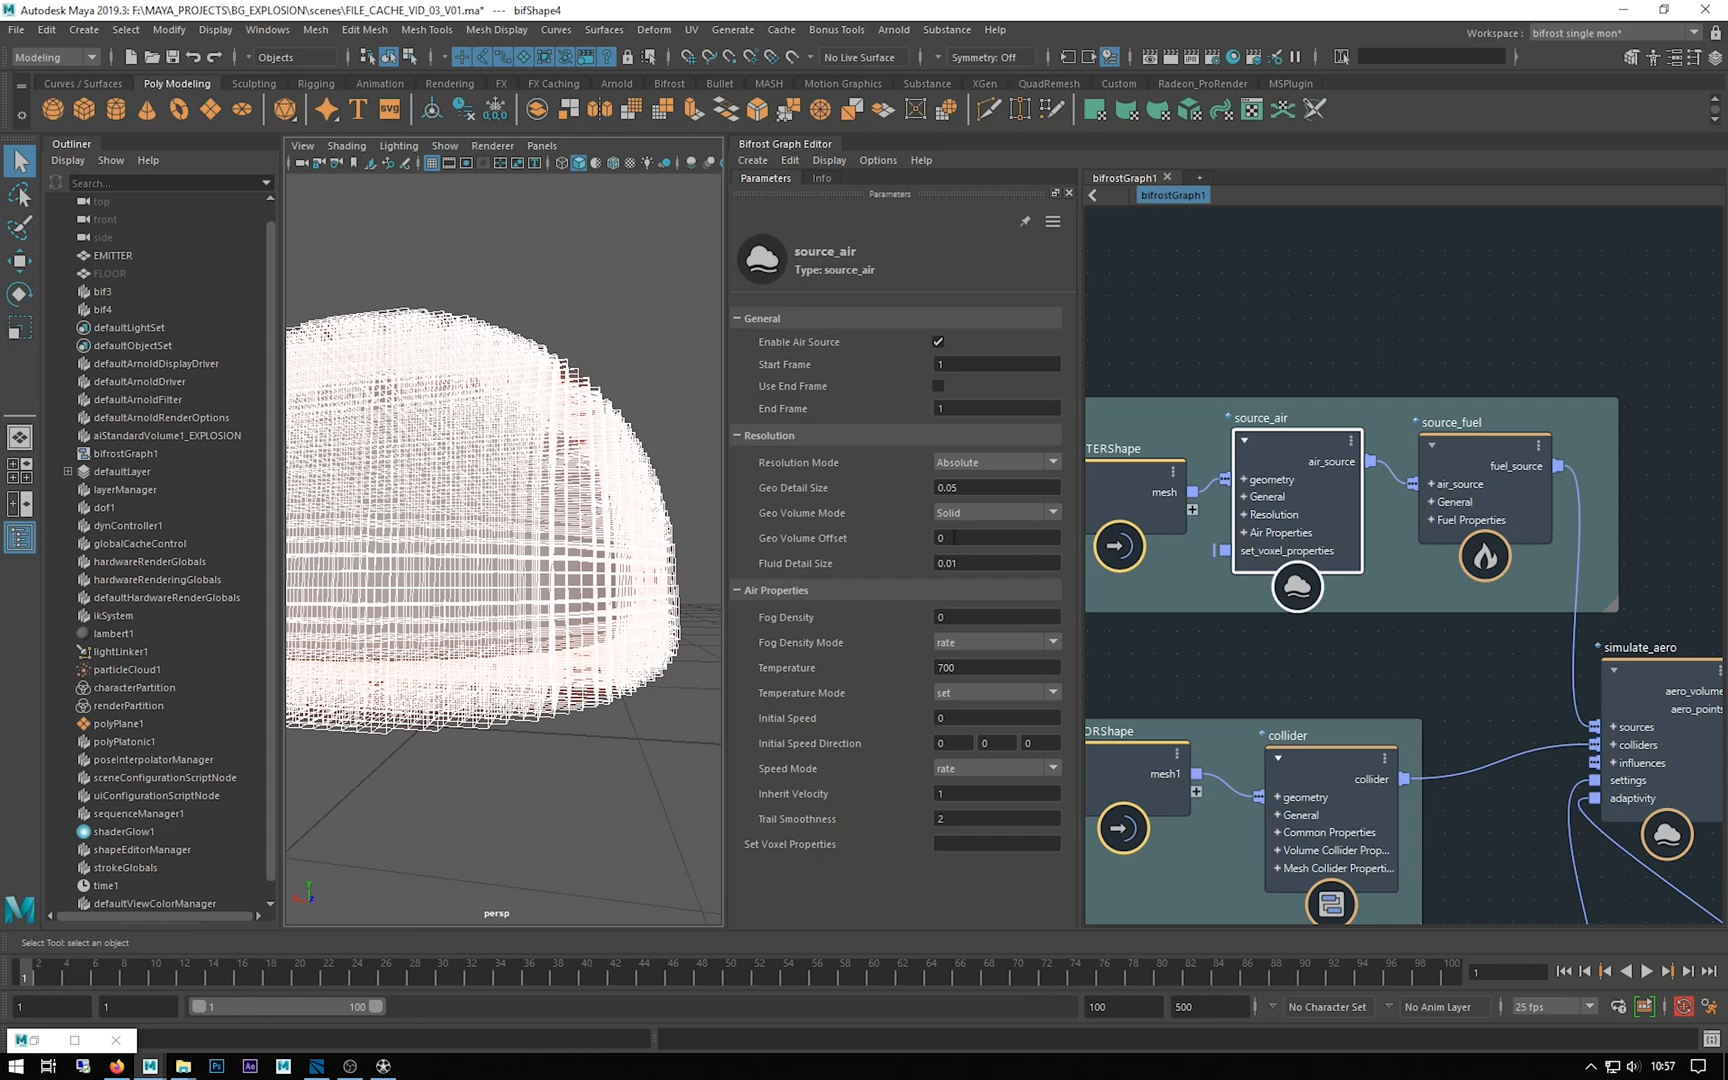 Autodesk Maya 2019.3: F:\MAYA_PROJECTS\BG_EXPLOSION\scenes\FILE_CACHE_VID_03_V01.ma* --- bifShape4
File Edit Create Select Modify Display Windows Mesh Edit Mesh Mesh Tools Mesh Display Curves Surfaces Deform UV Generate Cache Bonus Tools Arnold Substance Help
Workspace : bifrost single mon*
Modeling Objects No Live Surface Symmetry: Off
Curves / Surfaces Poly Modeling Sculpting Rigging Animation Rendering FX FX Caching Arnold Bifrost Bullet MASH Motion Graphics Substance XGen QuadRemesh Custom Radeon_ProRender MSPlugin
SVG
0,0,0
Outliner
Display Show Help
Search...
top
front
side
EMITTER
FLOOR
bif3
bif4
defaultLightSet
defaultObjectSet
defaultArnoldDisplayDriver
defaultArnoldDriver
defaultArnoldFilter
defaultArnoldRenderOptions
aiStandardVolume1_EXPLOSION
bifrostGraph1
defaultLayer
layerManager
dof1
dynController1
globalCacheControl
hardwareRenderGlobals
hardwareRenderingGlobals
defaultHardwareRenderGlobals
ikSystem
lambert1
lightLinker1
particleCloud1
characterPartition
renderPartition
polyPlane1
polyPlatonic1
poseInterpolatorManager
sceneConfigurationScriptNode
uiConfigurationScriptNode
sequenceManager1
shaderGlow1
shapeEditorManager
strokeGlobals
time1
defaultViewColorManager
View Shading Lighting Show Renderer Panels
persp
Bifrost Graph Editor
Create Edit Display Options Help
Parameters Info
Parameters
source_air
Type: source_air
General
Enable Air Source
Start Frame 1
Use End Frame
End Frame 1
Resolution
Resolution Mode Absolute
Geo Detail Size 0.05
Geo Volume Mode Solid
Geo Volume Offset 0
Fluid Detail Size 0.01
Air Properties
Fog Density 0
Fog Density Mode rate
Temperature 700
Temperature Mode set
Initial Speed 0
Initial Speed Direction 0 0 0
Speed Mode rate
Inherit Velocity 1
Trail Smoothness 2
Set Voxel Properties
bifrostGraph1
bifrostGraph1
TERShape
mesh
source_air
air_source
geometry
General
Resolution
Air Properties
set_voxel_properties
source_fuel
fuel_source
air_source
General
Fuel Properties
simulate_aero
aero_volume
aero_points
sources
colliders
influences
settings
adaptivity
ORShape
mesh1
collider
collider
geometry
General
Common Properties
Volume Collider Prop...
Mesh Collider Properti...
Select Tool: select an object
1 2 4 6 8 10 12 14 16 18 20 22 24 26 28 30 32 34 36 38 40 42 44 46 48 50 52 54 56 58 60 62 64 66 68 70 72 74 76 78 80 82 84 86 88 90 92 94 96 98 100 1
1 1 1 100 100 500 No Character Set No Anim Layer 25 fps
10:57